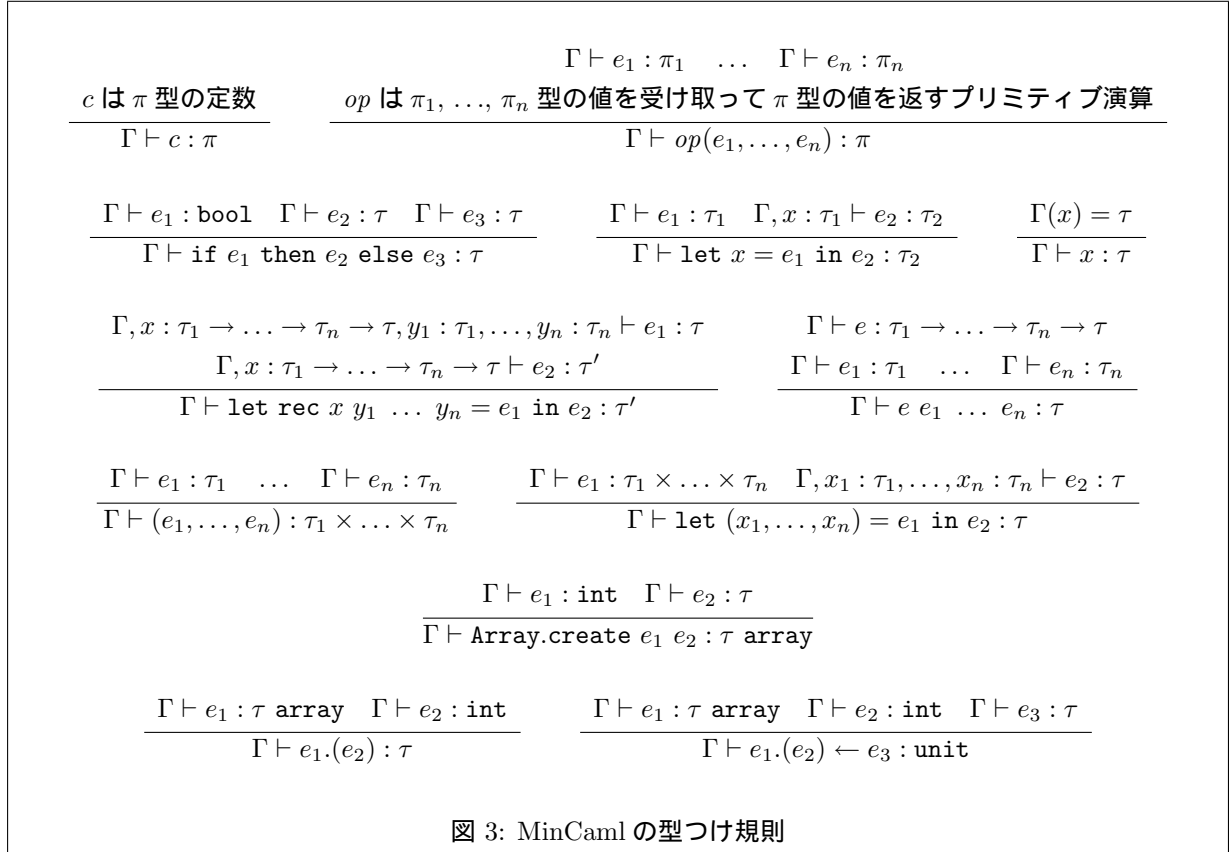 Γ ⊢ e₁ : π₁ … Γ ⊢ eₙ : πₙ
c は π 型の定数 op は π₁, …, πₙ 型の値を受け取って π 型の値を返すプリミティブ演算
Γ ⊢ c : π Γ ⊢ op(e₁, …, eₙ) : π
Γ ⊢ e₁ : bool Γ ⊢ e₂ : τ Γ ⊢ e₃ : τ Γ ⊢ e₁ : τ₁ Γ, x : τ₁ ⊢ e₂ : τ₂ Γ(x) = τ
Γ ⊢ if e₁ then e₂ else e₃ : τ Γ ⊢ let x = e₁ in e₂ : τ₂ Γ ⊢ x : τ
Γ, x : τ₁ → … → τₙ → τ, y₁ : τ₁, …, yₙ : τₙ ⊢ e₁ : τ Γ ⊢ e : τ₁ → … → τₙ → τ
Γ, x : τ₁ → … → τₙ → τ ⊢ e₂ : τ′ Γ ⊢ e₁ : τ₁ … Γ ⊢ eₙ : τₙ
Γ ⊢ let rec x y₁ … yₙ = e₁ in e₂ : τ′ Γ ⊢ e e₁ … eₙ : τ
Γ ⊢ e₁ : τ₁ … Γ ⊢ eₙ : τₙ Γ ⊢ e₁ : τ₁ × … × τₙ Γ, x₁ : τ₁, …, xₙ : τₙ ⊢ e₂ : τ
Γ ⊢ (e₁, …, eₙ) : τ₁ × … × τₙ Γ ⊢ let (x₁, …, xₙ) = e₁ in e₂ : τ
Γ ⊢ e₁ : int Γ ⊢ e₂ : τ
Γ ⊢ Array.create e₁ e₂ : τ array
Γ ⊢ e₁ : τ array Γ ⊢ e₂ : int Γ ⊢ e₁ : τ array Γ ⊢ e₂ : int Γ ⊢ e₃ : τ
Γ ⊢ e₁.(e₂) : τ Γ ⊢ e₁.(e₂) ← e₃ : unit
図 3: MinCaml の型つけ規則